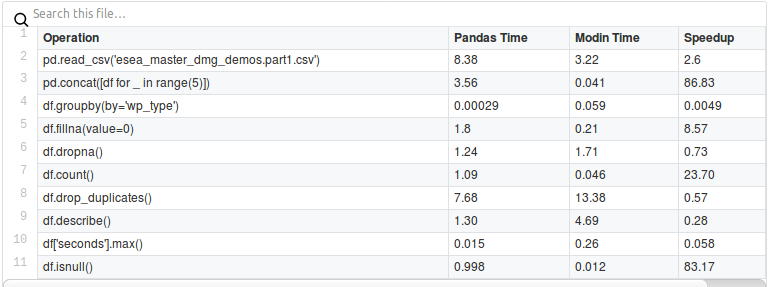 Search this file...
1 Operation Pandas Time Modin Time Speedup
2 pd.read_csv('esea_master_dmg_demos.part1.csv') 8.38 3.22 2.6
3 pd.concat([df for _ in range(5)]) 3.56 0.041 86.83
4 df.groupby(by='wp_type') 0.00029 0.059 0.0049
5 df.fillna(value=0) 1.8 0.21 8.57
6 df.dropna() 1.24 1.71 0.73
7 df.count() 1.09 0.046 23.70
8 df.drop_duplicates() 7.68 13.38 0.57
9 df.describe() 1.30 4.69 0.28
10 df['seconds'].max() 0.015 0.26 0.058
11 df.isnull() 0.998 0.012 83.17